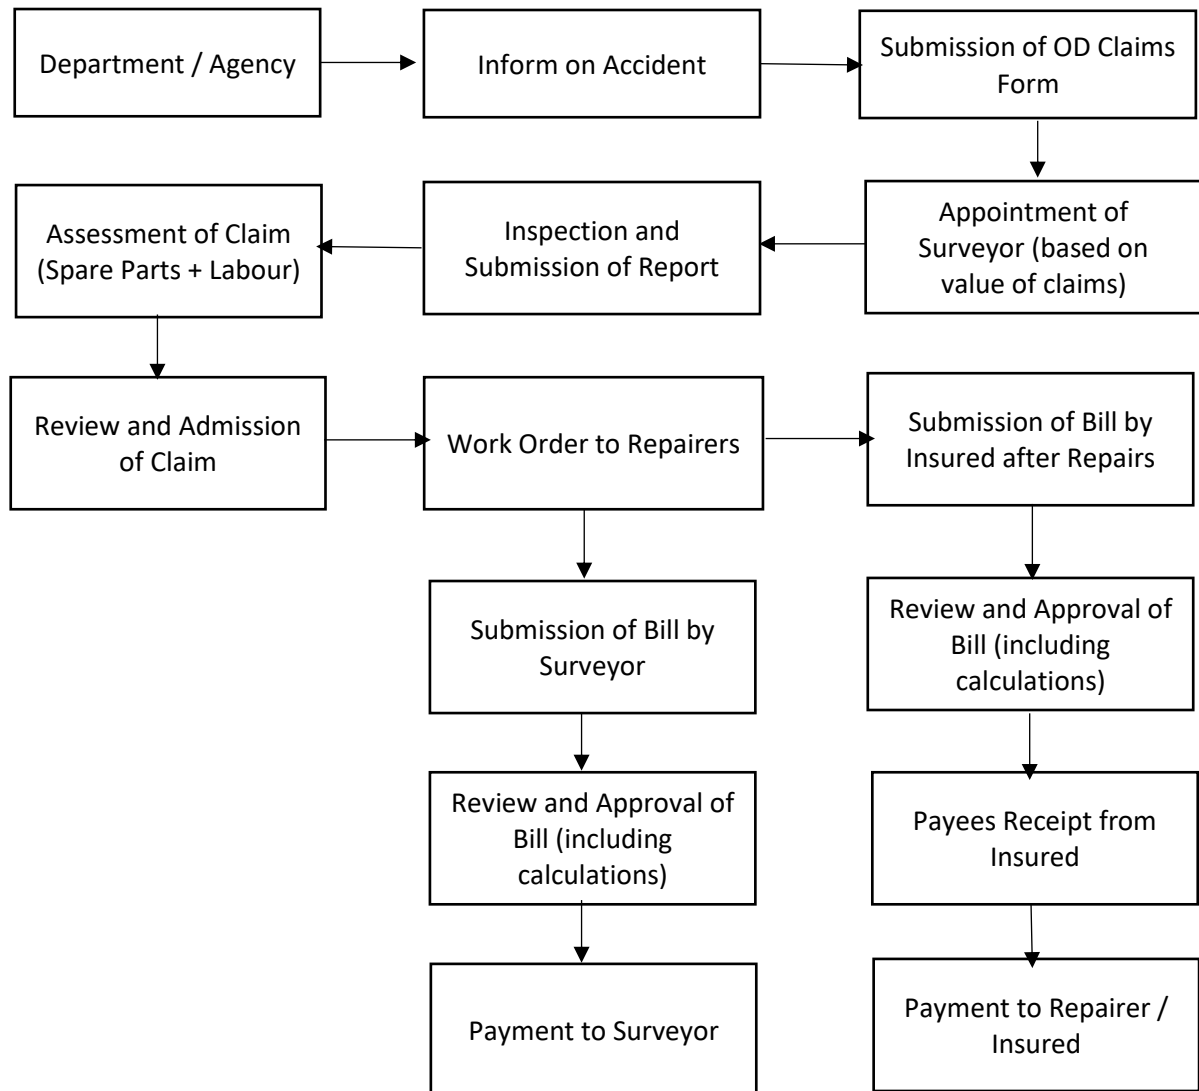 Department / Agency
Inform on Accident
Submission of OD Claims
Form
Assessment of Claim
(Spare Parts + Labour)
Inspection and
Submission of Report
Appointment of
Surveyor (based on
value of claims)
Review and Admission
of Claim
Work Order to Repairers
Submission of Bill by
Insured after Repairs
Submission of Bill by
Surveyor
Review and Approval of
Bill (including
calculations)
Review and Approval of
Bill (including
calculations)
Payees Receipt from
Insured
Payment to Surveyor
Payment to Repairer /
Insured